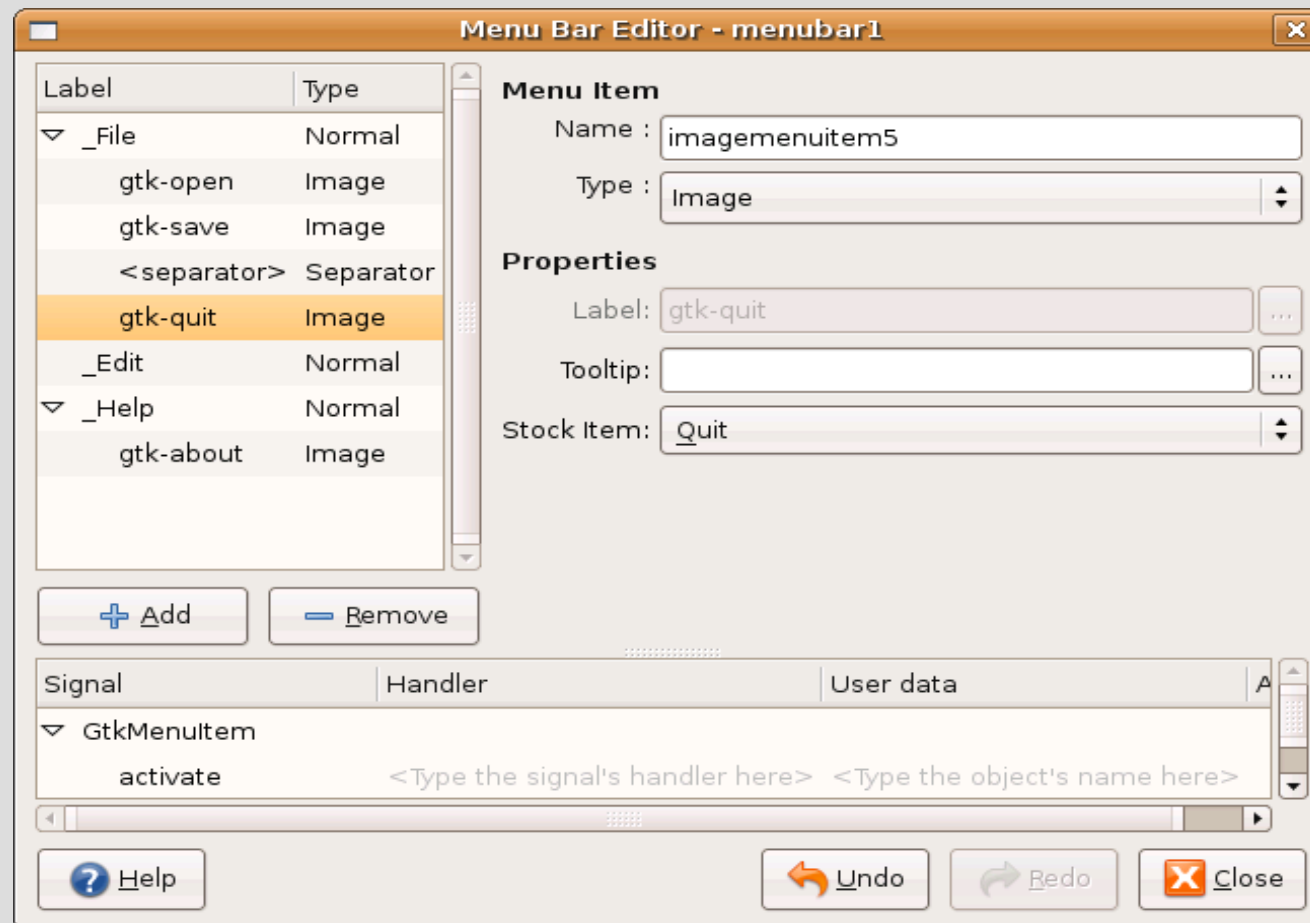 Menu Bar Editor - menubar1
Label Type
_File Normal
gtk-open Image
gtk-save Image
<separator> Separator
gtk-quit Image
_Edit Normal
_Help Normal
gtk-about Image
Add Remove
Menu Item
Name : imagemenuitem5
Type : Image
Properties
Label: gtk-quit ...
Tooltip: ...
Stock Item: Quit
Signal Handler User data A
GtkMenuItem
activate <Type the signal's handler here> <Type the object's name here>
Help Undo Redo Close